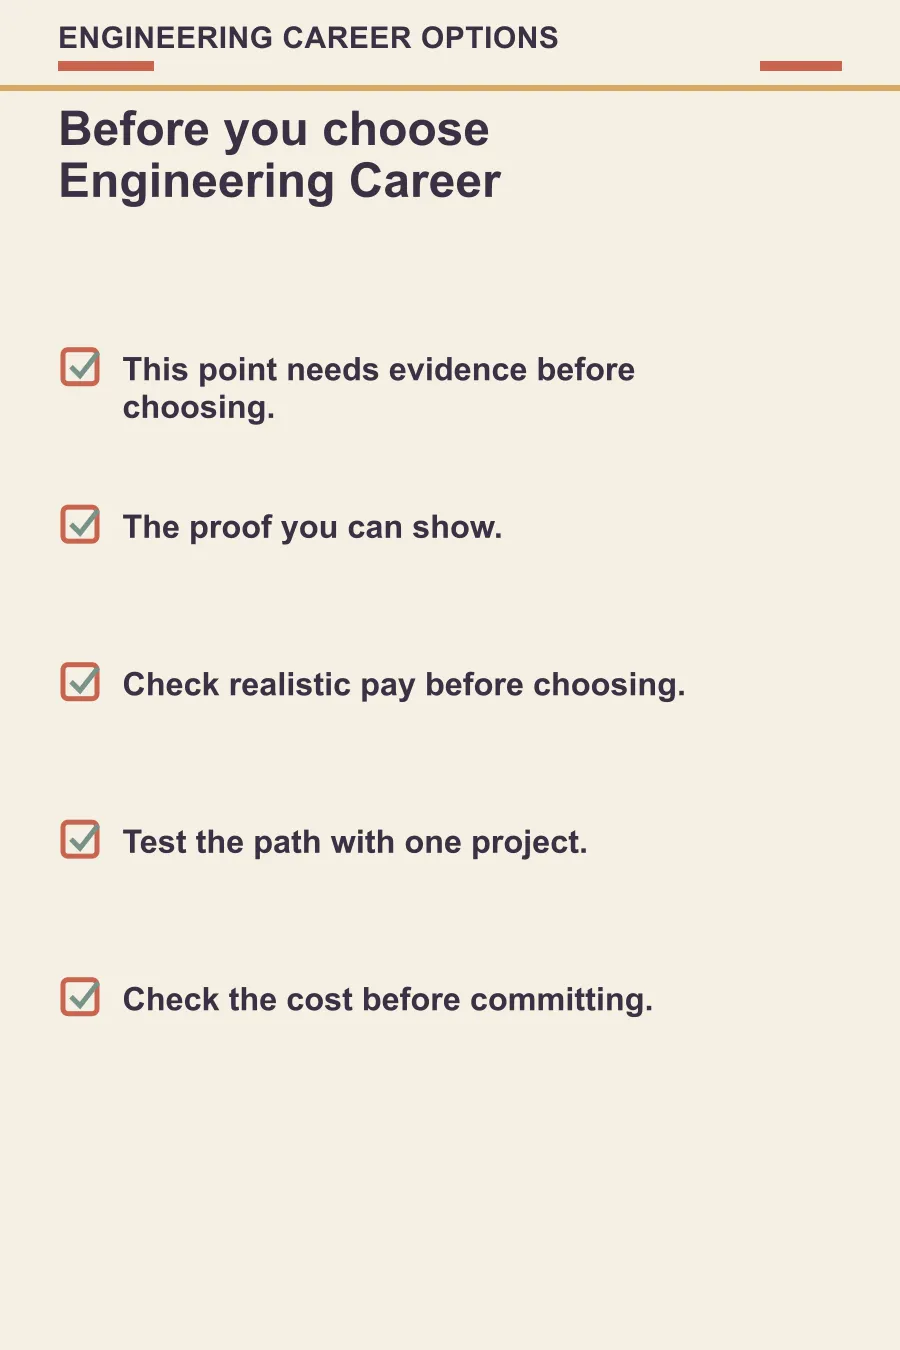 ENGINEERING CAREER OPTIONS
Before you choose
Engineering Career
This point needs evidence before
choosing.
The proof you can show.
Check realistic pay before choosing.
Test the path with one project.
Check the cost before committing.